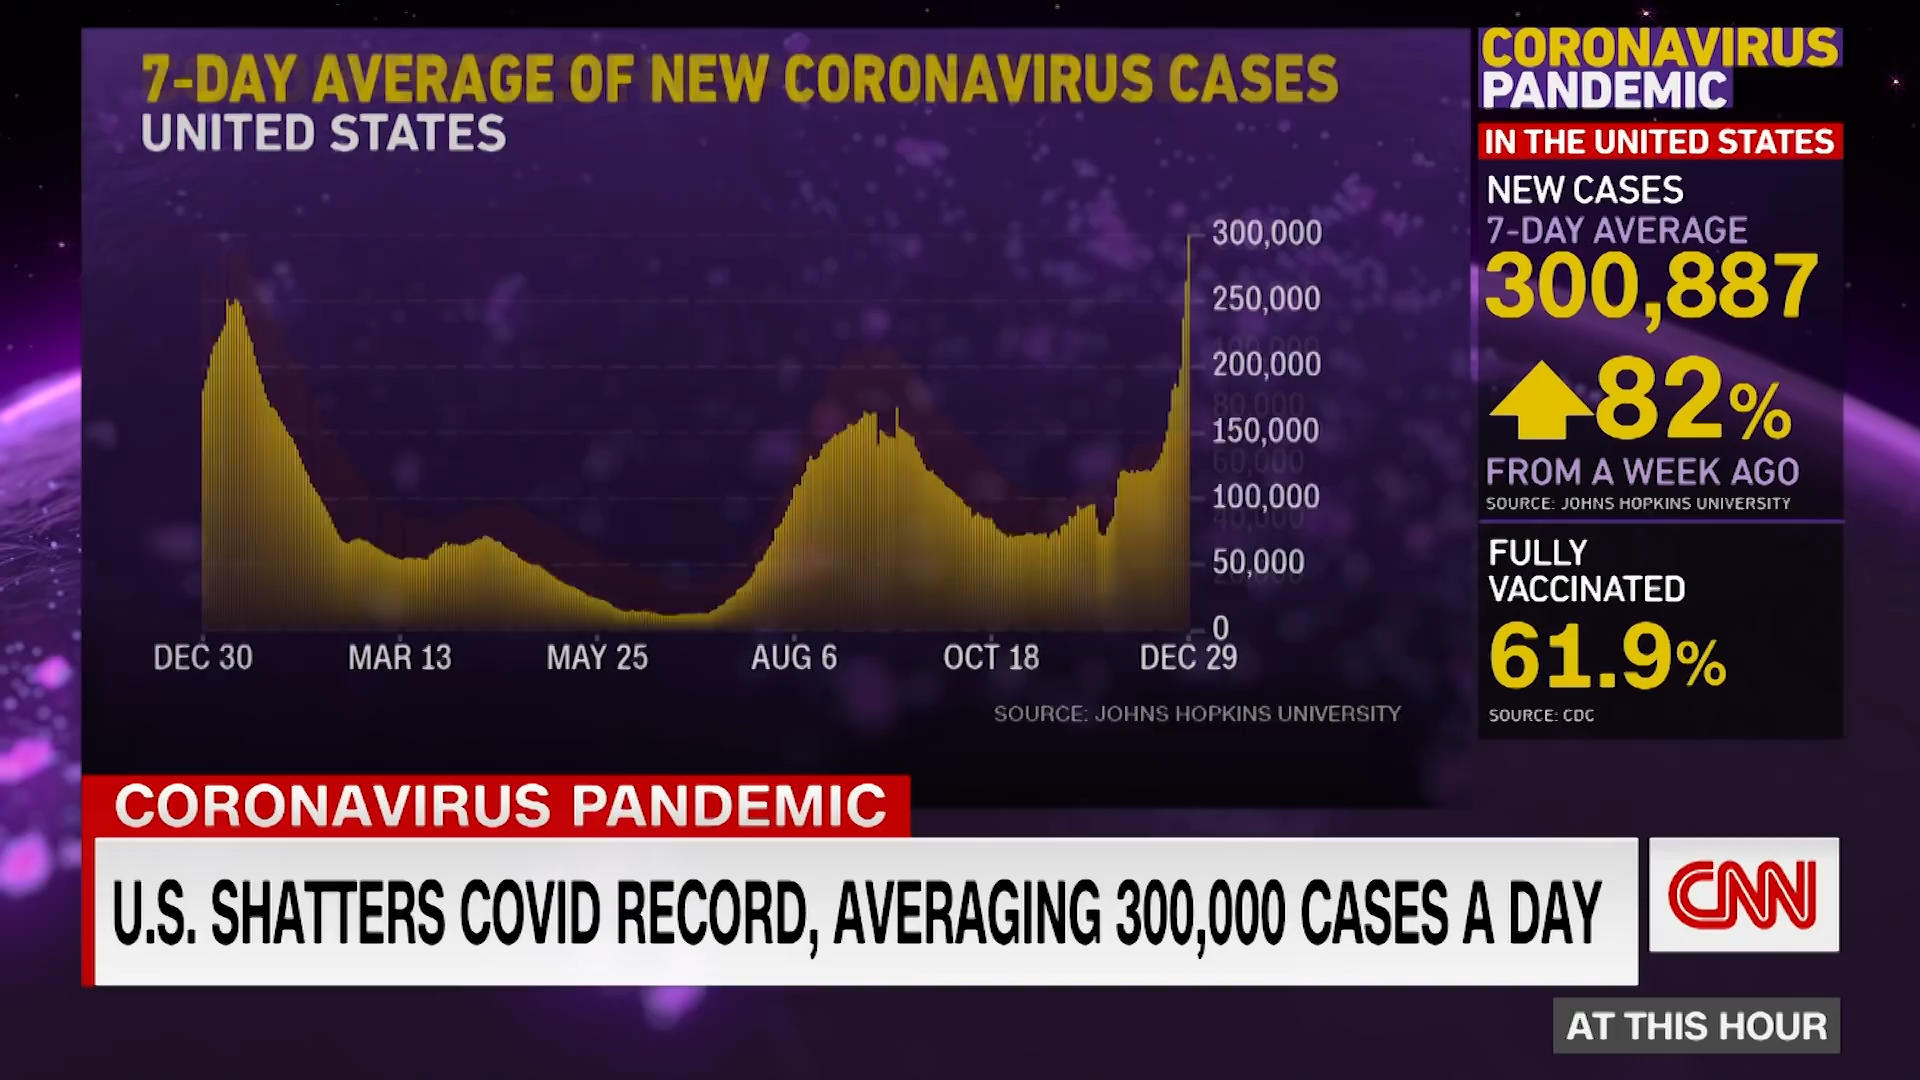 7-DAY AVERAGE OF NEW CORONAVIRUS CASES
UNITED STATES
300,000
250,000
200,000
150,000
100,000
50,000
0
DEC 30 MAR 13 MAY 25 AUG 6 OCT 18 DEC 29
SOURCE: JOHNS HOPKINS UNIVERSITY
CORONAVIRUS
PANDEMIC
IN THE UNITED STATES
NEW CASES
7-DAY AVERAGE
300,887
82%
FROM A WEEK AGO
SOURCE: JOHNS HOPKINS UNIVERSITY
FULLY
VACCINATED
61.9%
SOURCE: CDC
CORONAVIRUS PANDEMIC
U.S. SHATTERS COVID RECORD, AVERAGING 300,000 CASES A DAY
CNN
AT THIS HOUR